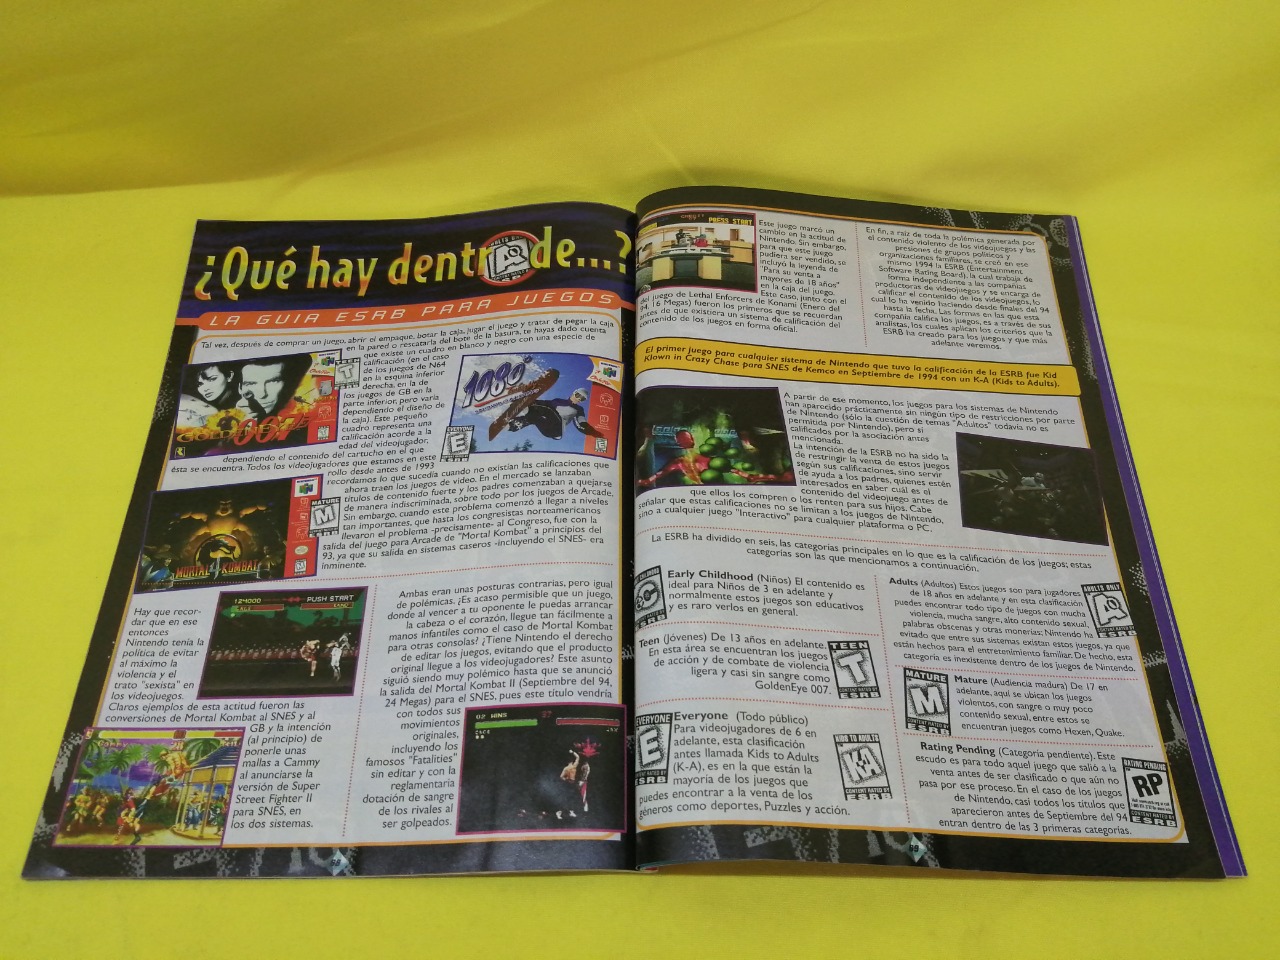 ¿Qué hay dentro de...?
LA GUIA ESRB PARA JUEGOS
Tal vez, después de comprar un juego, abrir el empaque, botar la caja, jugar el juego y tratar de pegar la caja
en la pared o rescatarla del bote de la basura, te hayas dado cuenta
que existe un cuadro en blanco y negro con una especie de
calificación (en el caso
de los juegos de N64
en la esquina inferior
derecha, en la de
los juegos de GB en la
parte inferior, pero varía
dependiendo el diseño de
la caja). Este pequeño
cuadro representa una
calificación acorde a la
edad del videojugador,
dependiendo el contenido del cartucho en el que
ésta se encuentra. Todos los videojugadores que estamos en este
rollo desde antes de 1993
recordamos lo que sucedía cuando no existían las calificaciones que
ahora traen los juegos de video. En el mercado se lanzaban
títulos de contenido fuerte y los padres comenzaban a quejarse
de manera indiscriminada, sobre todo por los juegos de Arcade.
Sin embargo, cuando este problema comenzó a llegar a niveles
tan importantes, que hasta los congresistas norteamericanos
llevaron el problema -precisamente- al Congreso, fue con la
salida del juego para Arcade de "Mortal Kombat" a principios del
93, ya que su salida en sistemas caseros -incluyendo el SNES- era
inminente.
GOLDENEYE 007
1080
TEEN
T
EVERYONE
E
MATURE
M
MORTAL KOMBAT 4
Hay que recor-
dar que en ese
entonces
Nintendo tenía la
política de evitar
al máximo la
violencia y el
trato "sexista" en
los videojuegos.
Claros ejemplos de esta actitud fueron las
conversiones de Mortal Kombat al SNES y al
GB y la intención
(al principio) de
ponerle unas
mallas a Cammy
al anunciarse la
versión de Super
Street Fighter II
para SNES, en
los dos sistemas.
PUSH START
Ambas eran unas posturas contrarias, pero igual
de polémicas. ¿Es acaso permisible que un juego,
donde al vencer a tu oponente le puedas arrancar
la cabeza o el corazón, llegue tan fácilmente a
manos infantiles como el caso de Mortal Kombat
para otras consolas? ¿Tiene Nintendo el derecho
de editar los juegos, evitando que el producto
original llegue a los videojugadores? Este asunto
siguió siendo muy polémico hasta que se anunció
la salida del Mortal Kombat II (Septiembre del 94,
24 Megas) para el SNES, pues este título vendría
con todos sus
movimientos
originales,
incluyendo los
famosos "Fatalities"
sin editar y con la
reglamentaria
dotación de sangre
de los rivales al
ser golpeados.
02 WINS
98
PRESS START
Este juego marcó un
cambio en la actitud de
Nintendo. Sin embargo,
para que este juego
pudiera ser vendido, se
incluyó la leyenda de
"Para su venta a
mayores de 18 años"
en la caja del juego.
Este caso, junto con el
del juego de Lethal Enforcers de Konami (Enero del
94, 16 Megas) fueron los primeros que se recuerdan
antes de que existiera un sistema de calificación del
contenido de los juegos en forma oficial.
En fin, a raíz de toda la polémica generada por
el contenido violento de los videojuegos y las
presiones de grupos políticos y
organizaciones familiares, se creó en ese
mismo 1994 la ESRB (Entertainment
Software Rating Board), la cual trabaja de
forma independiente a las compañías
productoras de videojuegos y se encarga de
calificar el contenido de los videojuegos, lo
cual lo ha venido haciendo desde finales del 94
hasta la fecha. Las formas en las que esta
compañía califica los juegos, es a través de sus
analistas, los cuales aplican los criterios que la
ESRB ha creado para los juegos y que más
adelante veremos.
El primer juego para cualquier sistema de Nintendo que tuvo la calificación de la ESRB fue Kid
Klown in Crazy Chase para SNES de Kemco en Septiembre de 1994 con un K-A (Kids to Adults).
A partir de ese momento, los juegos para los sistemas de Nintendo
han aparecido prácticamente sin ningún tipo de restricciones por parte
de Nintendo (sólo la cuestión de temas "Adultos" todavía no es
permitida por Nintendo), pero si
calificados por la asociación antes
mencionada.
La intención de la ESRB no ha sido la
de restringir la venta de estos juegos
según sus calificaciones, sino servir
de ayuda a los padres, quienes estén
interesados en saber cuál es el
contenido del videojuego antes de
que ellos los compren o los renten para sus hijos. Cabe
señalar que estas calificaciones no se limitan a los juegos de Nintendo,
sino a cualquier juego "Interactivo" para cualquier plataforma o PC.
La ESRB ha dividido en seis, las categorías principales en lo que es la calificación de los juegos; estas
categorías son las que mencionamos a continuación.
Early Childhood (Niños) El contenido es
ideal para Niños de 3 en adelante y
normalmente estos juegos son educativos
y es raro verlos en general.
Teen (Jóvenes) De 13 años en adelante.
En esta área se encuentran los juegos
de acción y de combate de violencia
ligera y casi sin sangre como
GoldenEye 007.
TEEN
T
CONTENT RATED BY
ESRB
EVERYONE
E
CONTENT RATED BY
ESRB
Everyone (Todo público)
Para videojugadores de 6 en
adelante, esta clasificación
antes llamada Kids to Adults
(K-A), es en la que están la
mayoría de los juegos que
puedes encontrar a la venta de los
géneros como deportes, Puzzles y acción.
KIDS TO ADULTS
K-A
ESRB
Adults (Adultos) Estos juegos son para jugadores
de 18 años en adelante, y en esta clasificación
puedes encontrar todo tipo de juegos con mucha
violencia, mucha sangre, alto contenido sexual,
palabras obscenas y otras monerías; Nintendo ha
evitado que entre sus sistemas existan estos juegos, ya que
están hechos para el entretenimiento familiar. De hecho, esta
categoría es inexistente dentro de los juegos de Nintendo.
ADULTS ONLY
AO
ESRB
MATURE
M
CONTENT RATED BY
ESRB
Mature (Audiencia madura) De 17 en
adelante, aquí se ubican los juegos
violentos, con sangre o muy poco
contenido sexual, entre estos se
encuentran juegos como Hexen, Quake.
Rating Pending (Categoría pendiente). Este
escudo es para todo aquel juego que salió a la
venta antes de ser clasificado o que aún no
pasa por ese proceso. En el caso de los juegos
de Nintendo, casi todos los títulos que
aparecieron antes de Septiembre del 94
entran dentro de las 3 primeras categorías.
RATING PENDING
RP
CONTENT RATED BY
ESRB
99